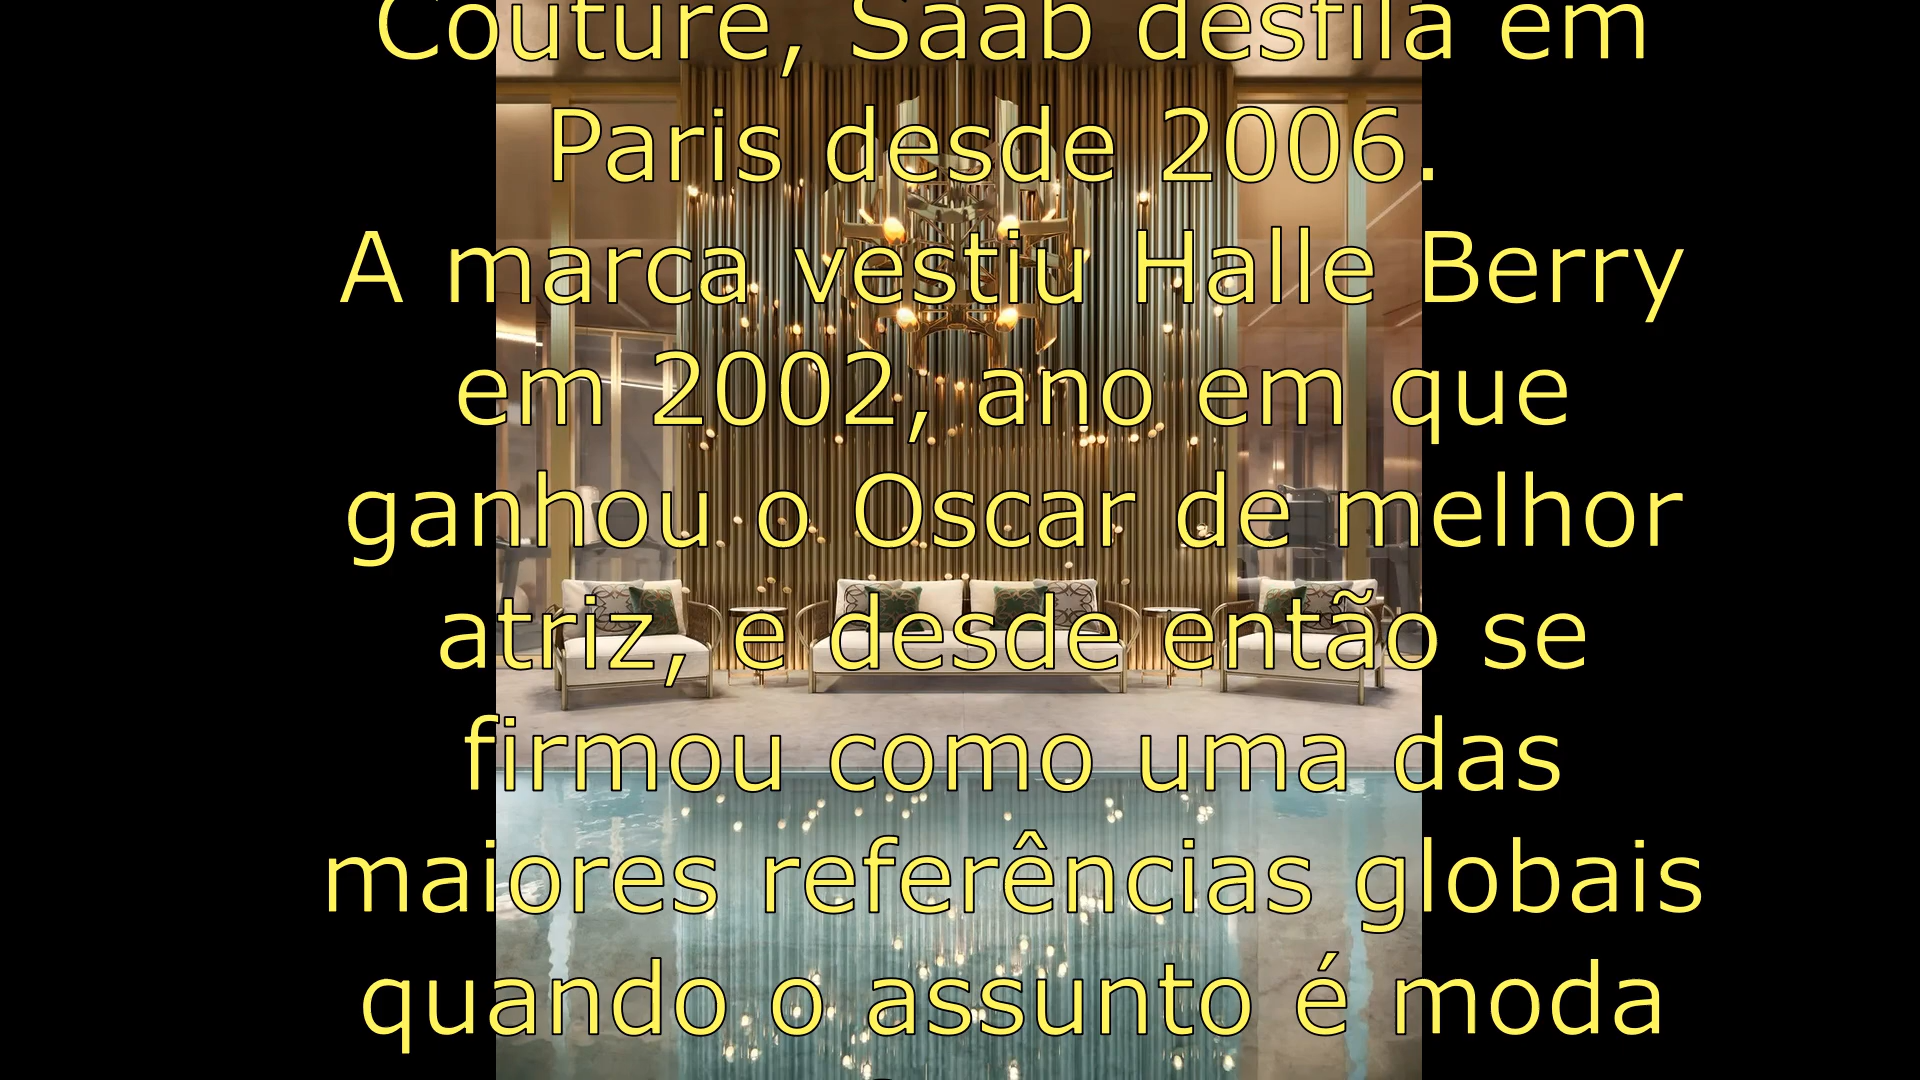 Couture, Saab desfila em
Paris desde 2006.
A marca vestiu Halle Berry
em 2002, ano em que
ganhou o Oscar de melhor
atriz, e desde então se
firmou como uma das
maiores referências globais
quando o assunto é moda